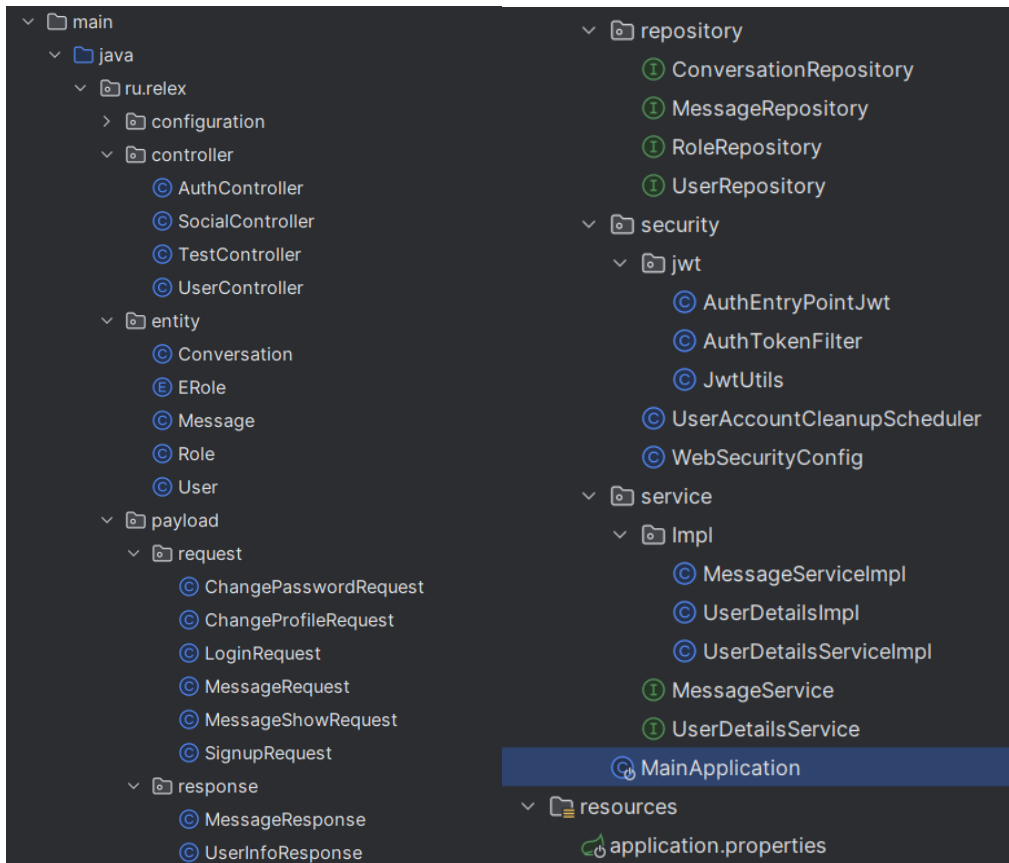 main
java
ru.relex
configuration
controller
AuthController
SocialController
TestController
UserController
entity
Conversation
ERole
Message
Role
User
payload
request
ChangePasswordRequest
ChangeProfileRequest
LoginRequest
MessageRequest
MessageShowRequest
SignupRequest
response
MessageResponse
UserInfoResponse
repository
ConversationRepository
MessageRepository
RoleRepository
UserRepository
security
jwt
AuthEntryPointJwt
AuthTokenFilter
JwtUtils
UserAccountCleanupScheduler
WebSecurityConfig
service
Impl
MessageServiceImpl
UserDetailsImpl
UserDetailsServiceImpl
MessageService
UserDetailsService
MainApplication
resources
application.properties